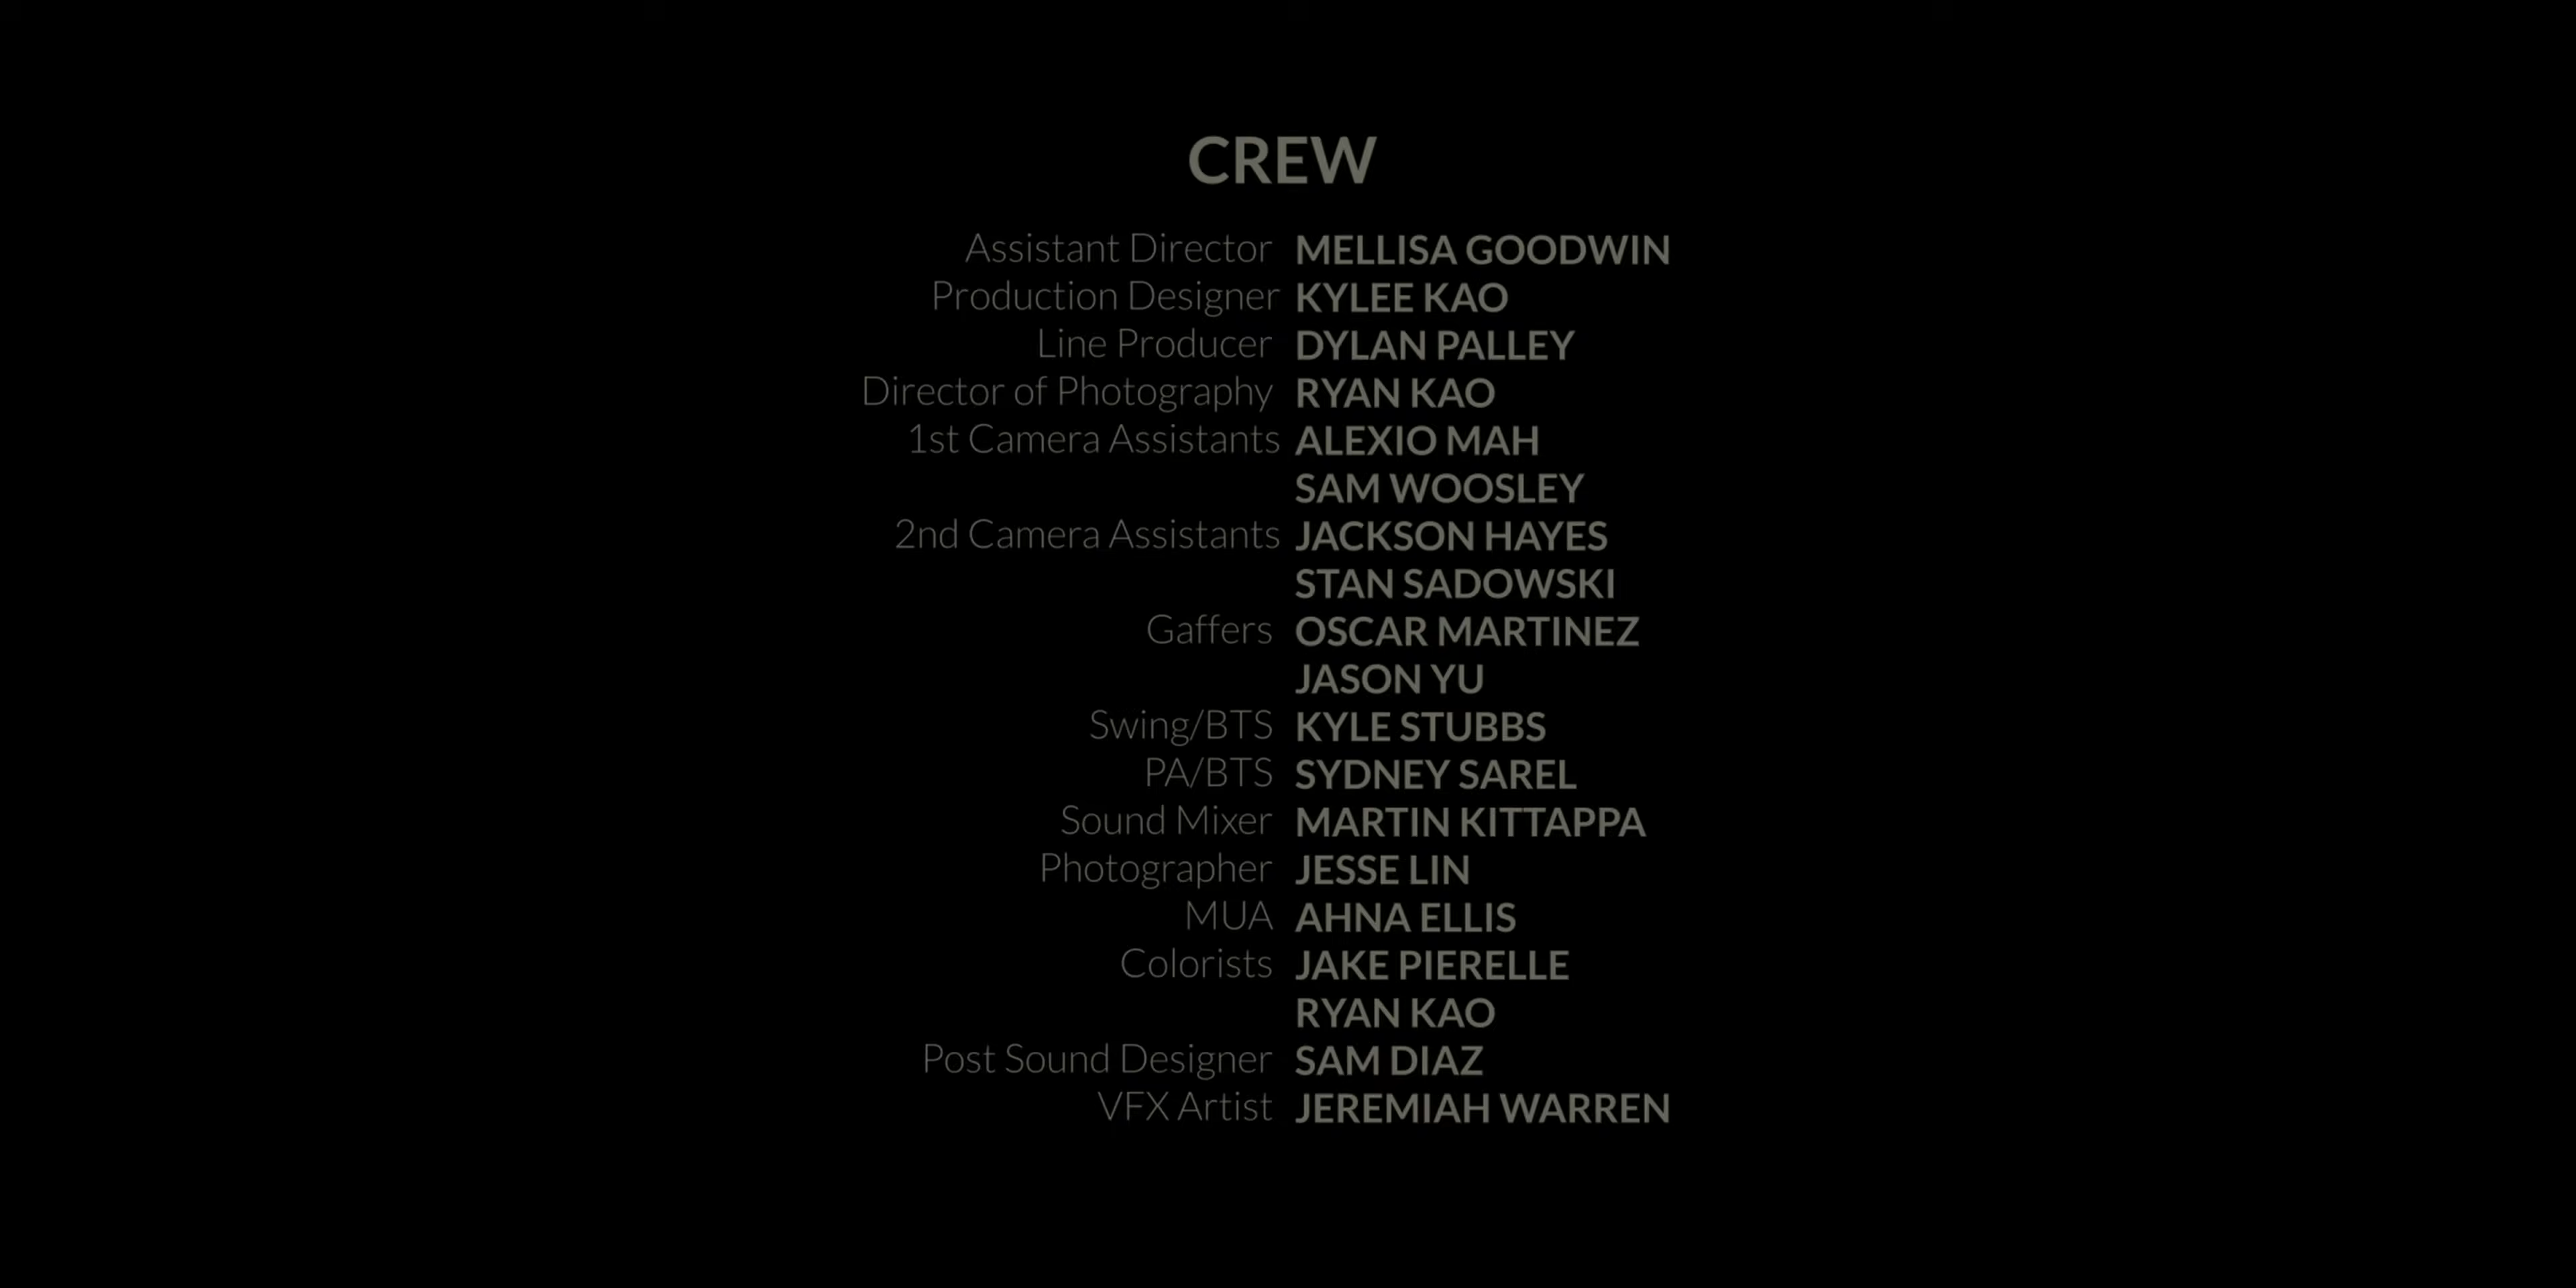 CREW
Assistant Director MELLISA GOODWIN
Production Designer KYLEE KAO
Line Producer DYLAN PALLEY
Director of Photography RYAN KAO
1st Camera Assistants ALEXIO MAH
SAM WOOSLEY
2nd Camera Assistants JACKSON HAYES
STAN SADOWSKI
Gaffers OSCAR MARTINEZ
JASON YU
Swing/BTS KYLE STUBBS
PA/BTS SYDNEY SAREL
Sound Mixer MARTIN KITTAPPA
Photographer JESSE LIN
MUA AHNA ELLIS
Colorists JAKE PIERELLE
RYAN KAO
Post Sound Designer SAM DIAZ
VFX Artist JEREMIAH WARREN